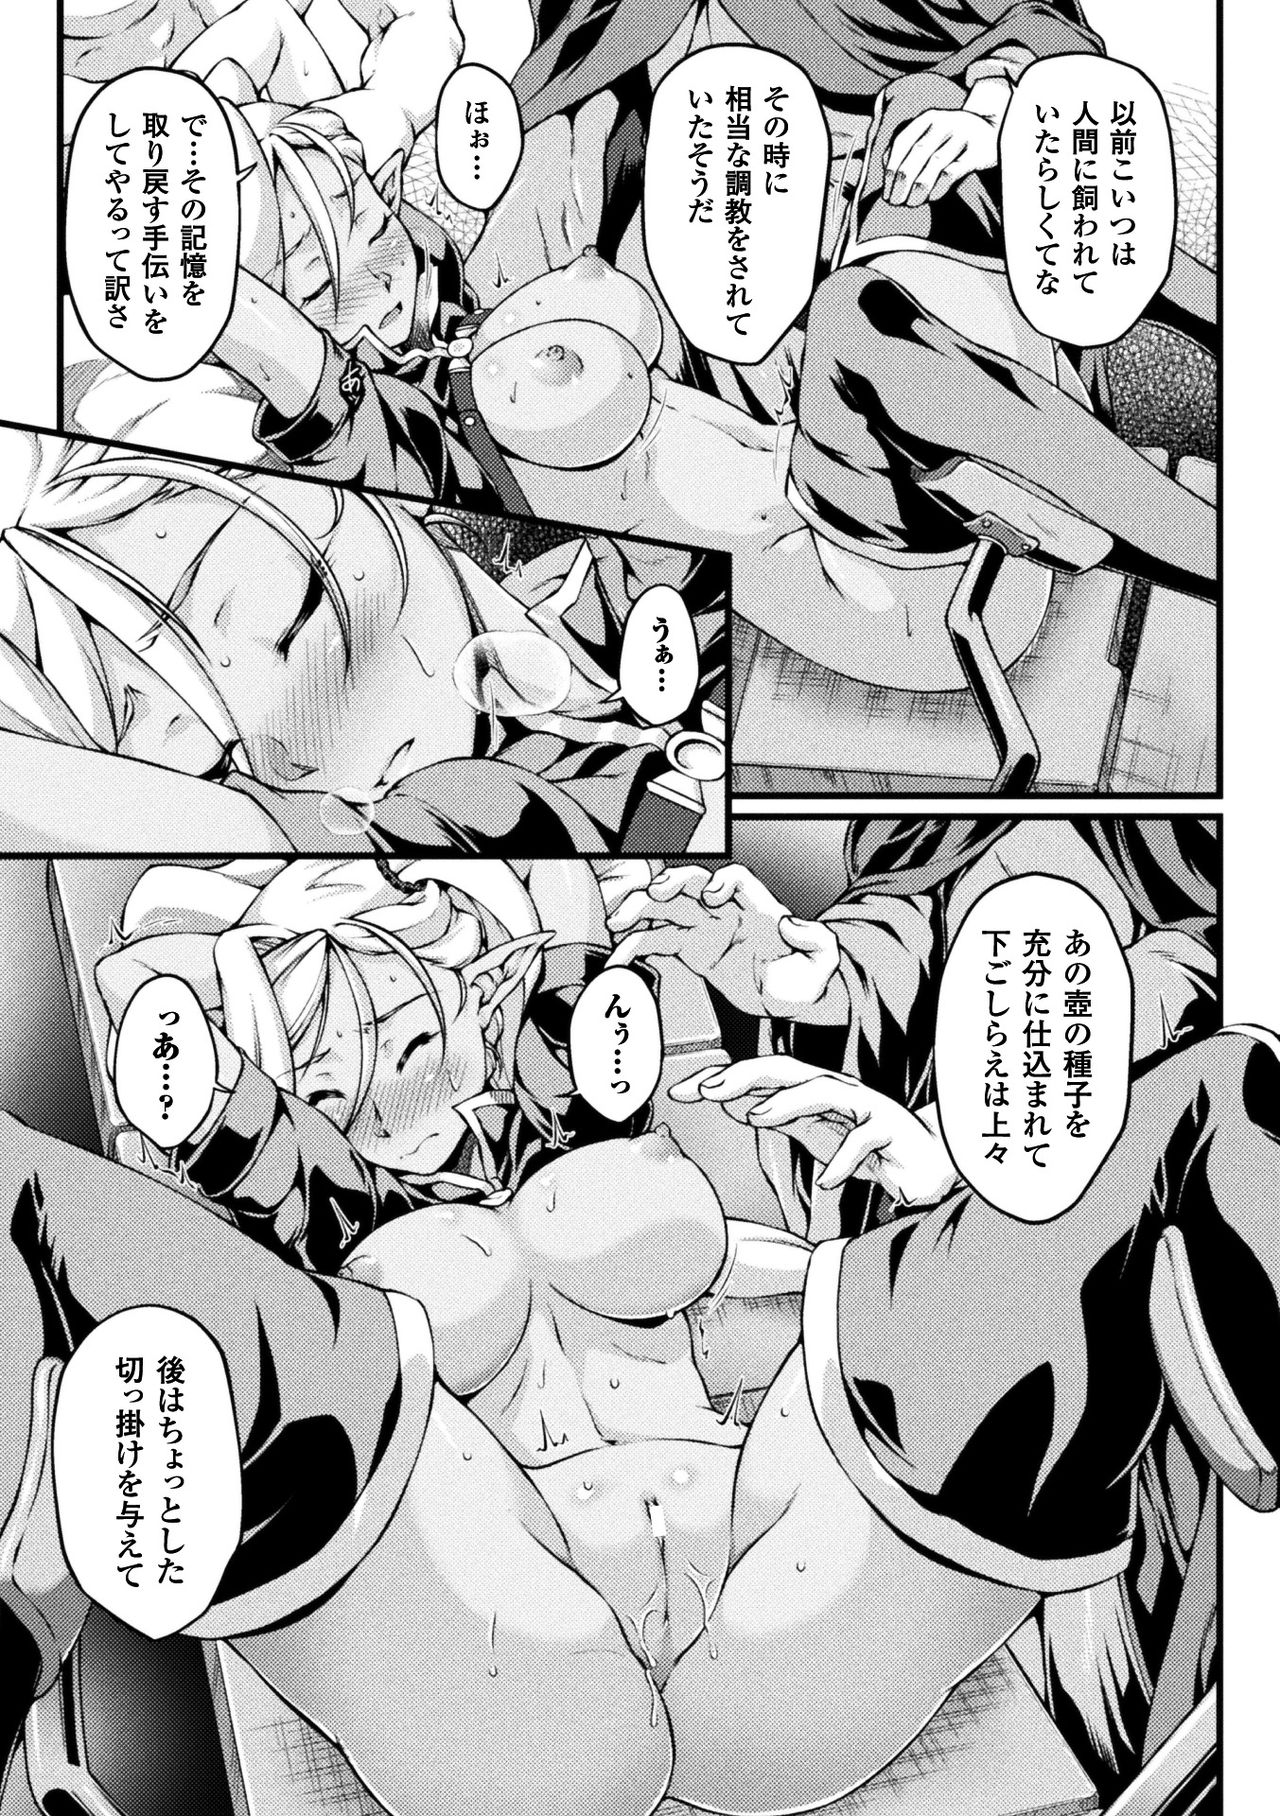 以前こいつは
人間に飼われて
いたらしくてな
その時に
相当な調教をされて
いたそうだ
ほぉ…
で…その記憶を
取り戻す手伝いを
してやるって訳さ
あ゛
うぁ…
あの壺の種子を
充分に仕込まれて
下ごしらえは上々
んぅ…っ
っあ…?
後はちょっとした
切っ掛けを与えて